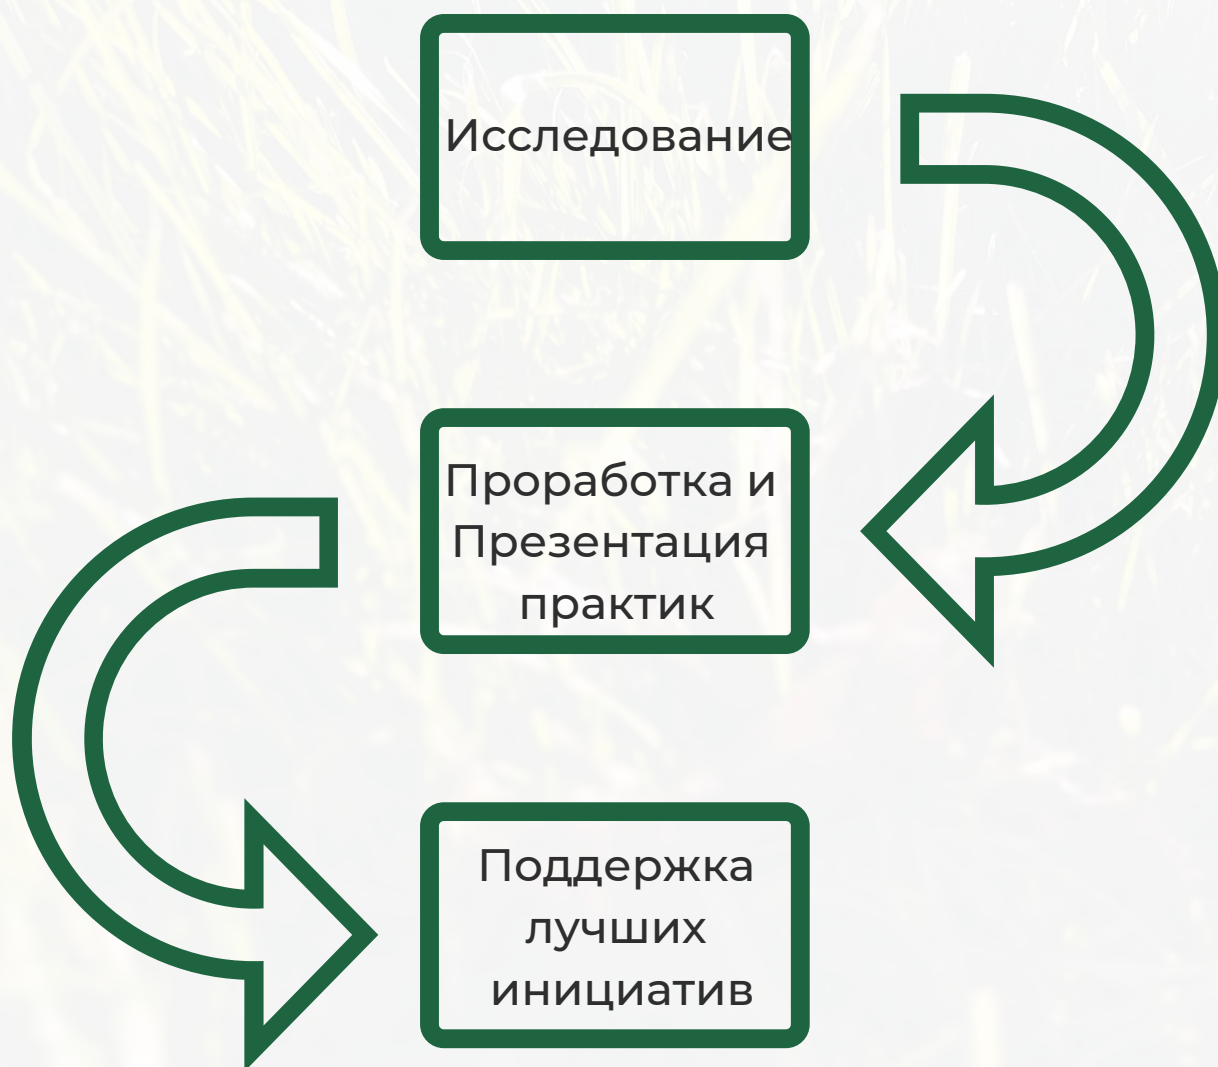 Исследование
Проработка и
Презентация
практик
Поддержка
лучших
инициатив